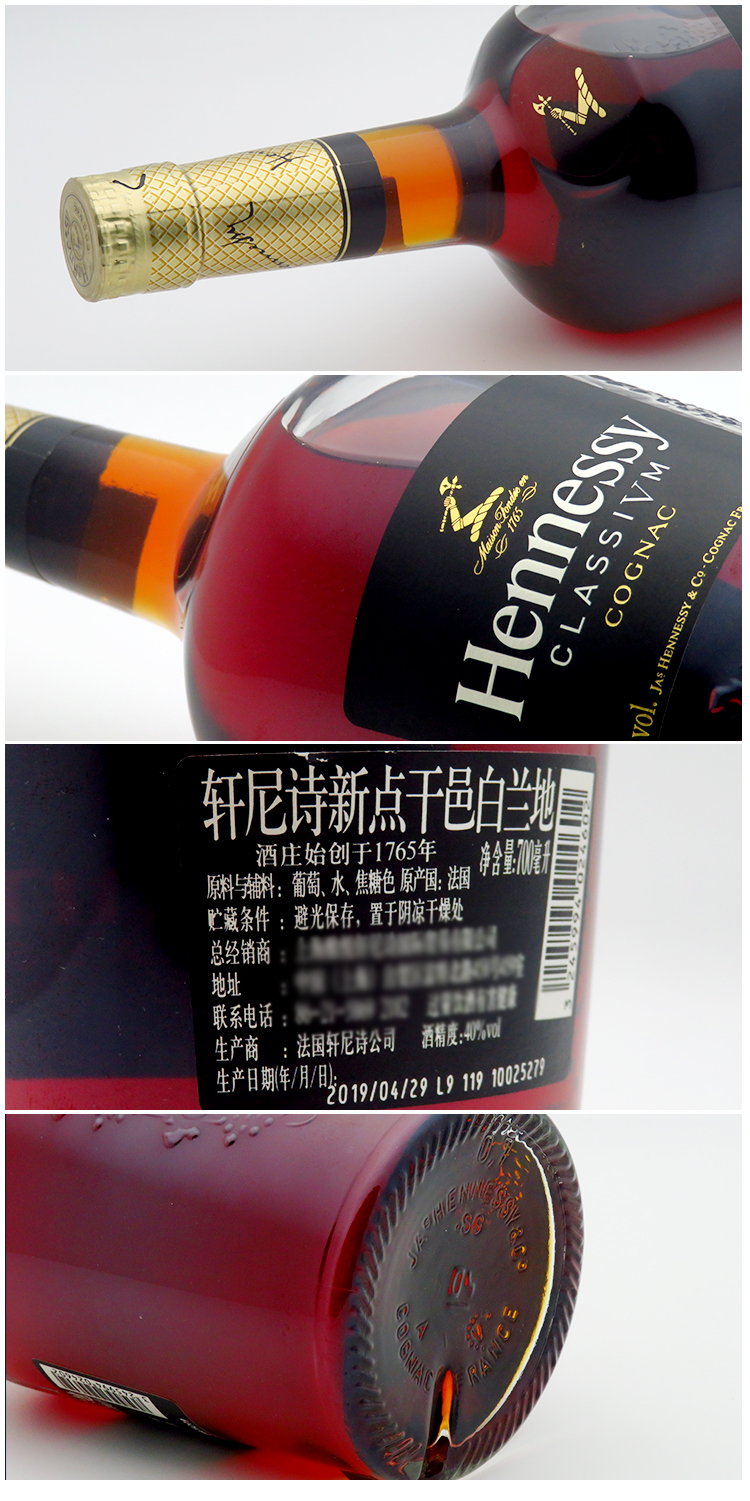 Hennessy
Maison Fondée en
1765
Hennessy
CLASSIVM
COGNAC
vol. JAs HENNESSY & Co - COGNAC FR
轩尼诗新点干邑白兰地
酒庄始创于1765年
净含量:700毫升
原料与辅料: 葡萄、水、焦糖色 原产国: 法国
贮藏条件: 避光保存, 置于阴凉干燥处
总经销商:
地址:
联系电话:
生产商: 法国轩尼诗公司 酒精度:40%vol
生产日期(年/月/日):
2019/04/29 L9 119 10025279
3 245994 024602
JAS HENNESSY & Co
A
COGNAC FRANCE